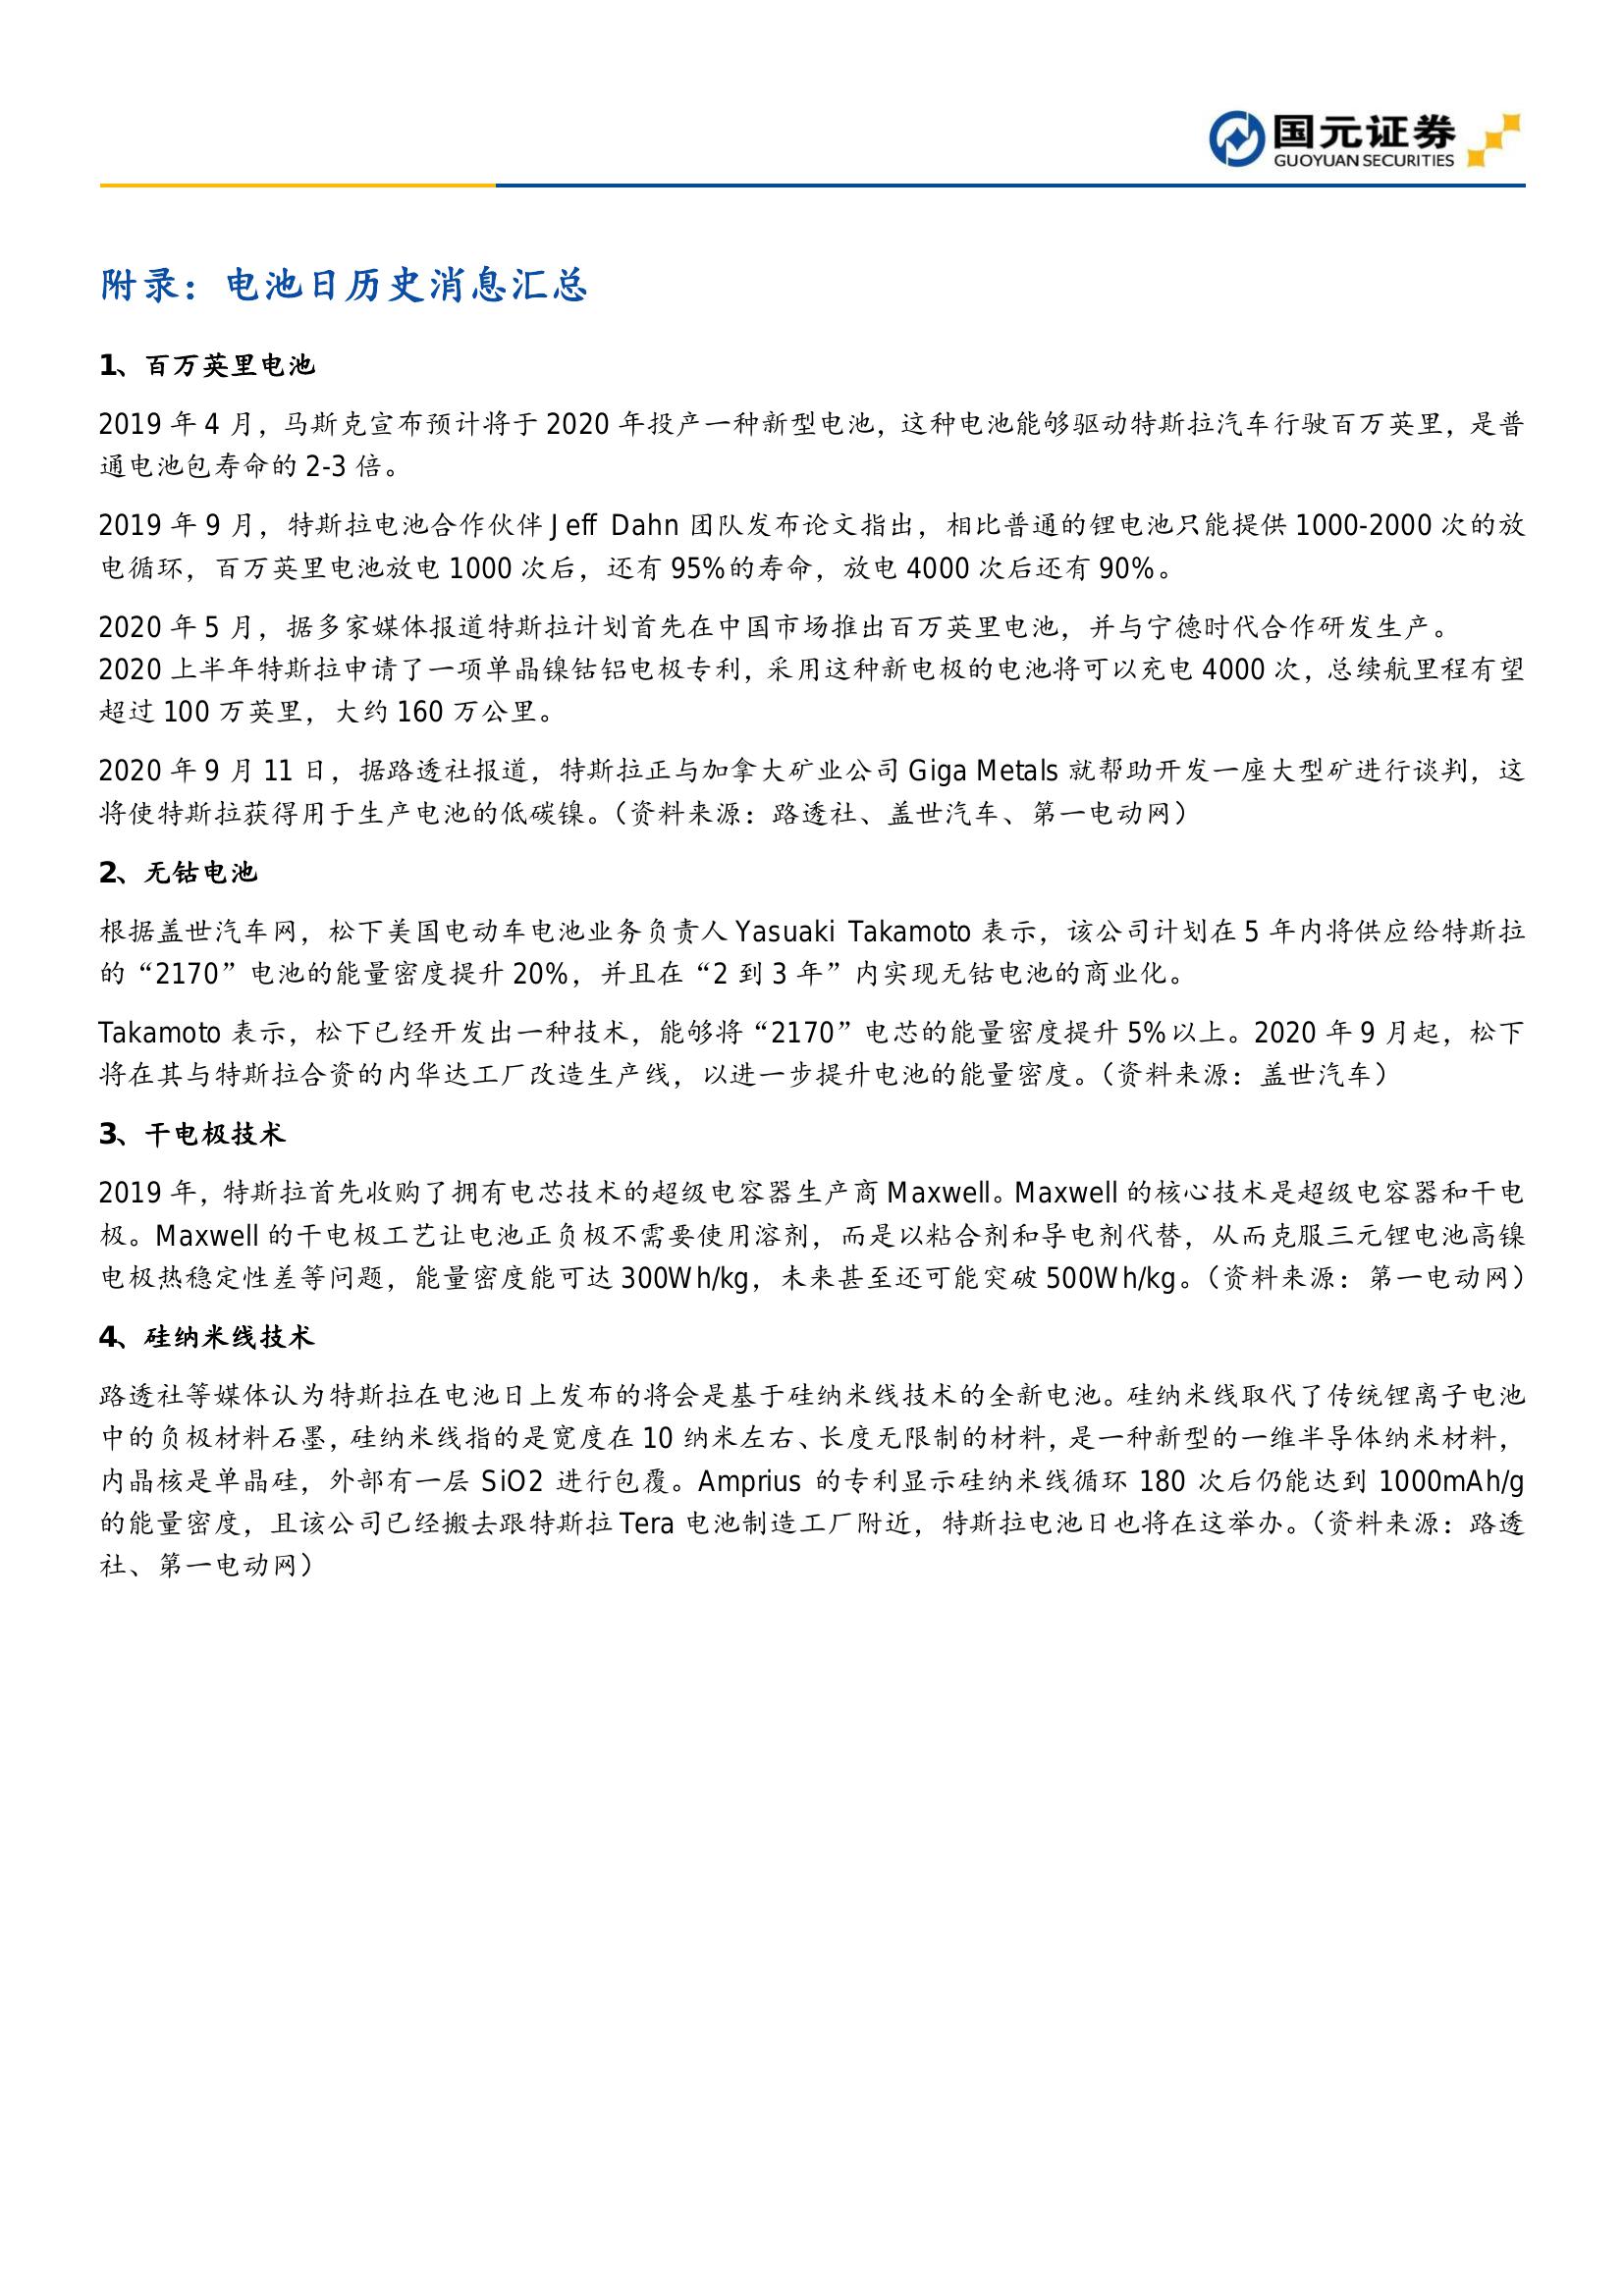 国元证券
GUOYUAN SECURITIES
附录：电池日历史消息汇总
1、百万英里电池
2019 年 4 月，马斯克宣布预计将于 2020 年投产一种新型电池，这种电池能够驱动特斯拉汽车行驶百万英里，是普
通电池包寿命的 2-3 倍。
2019 年 9 月，特斯拉电池合作伙伴 Jeff Dahn 团队发布论文指出，相比普通的锂电池只能提供 1000-2000 次的放
电循环，百万英里电池放电 1000 次后，还有 95%的寿命，放电 4000 次后还有 90%。
2020 年 5 月，据多家媒体报道特斯拉计划首先在中国市场推出百万英里电池，并与宁德时代合作研发生产。
2020 上半年特斯拉申请了一项单晶镍钴铝电极专利，采用这种新电极的电池将可以充电 4000 次，总续航里程有望
超过 100 万英里，大约 160 万公里。
2020 年 9 月 11 日，据路透社报道，特斯拉正与加拿大矿业公司 Giga Metals 就帮助开发一座大型矿进行谈判，这
将使特斯拉获得用于生产电池的低碳镍。（资料来源：路透社、盖世汽车、第一电动网）
2、无钴电池
根据盖世汽车网，松下美国电动车电池业务负责人 Yasuaki Takamoto 表示，该公司计划在 5 年内将供应给特斯拉
的“2170”电池的能量密度提升 20%，并且在“2 到 3 年”内实现无钴电池的商业化。
Takamoto 表示，松下已经开发出一种技术，能够将“2170”电芯的能量密度提升 5%以上。2020 年 9 月起，松下
将在其与特斯拉合资的内华达工厂改造生产线，以进一步提升电池的能量密度。（资料来源：盖世汽车）
3、干电极技术
2019 年，特斯拉首先收购了拥有电芯技术的超级电容器生产商 Maxwell。Maxwell 的核心技术是超级电容器和干电
极。Maxwell 的干电极工艺让电池正负极不需要使用溶剂，而是以粘合剂和导电剂代替，从而克服三元锂电池高镍
电极热稳定性差等问题，能量密度能可达 300Wh/kg，未来甚至还可能突破 500Wh/kg。（资料来源：第一电动网）
4、硅纳米线技术
路透社等媒体认为特斯拉在电池日上发布的将会是基于硅纳米线技术的全新电池。硅纳米线取代了传统锂离子电池
中的负极材料石墨，硅纳米线指的是宽度在 10 纳米左右、长度无限制的材料，是一种新型的一维半导体纳米材料，
内晶核是单晶硅，外部有一层 SiO2 进行包覆。Amprius 的专利显示硅纳米线循环 180 次后仍能达到 1000mAh/g
的能量密度，且该公司已经搬去跟特斯拉 Tera 电池制造工厂附近，特斯拉电池日也将在这举办。（资料来源：路透
社、第一电动网）